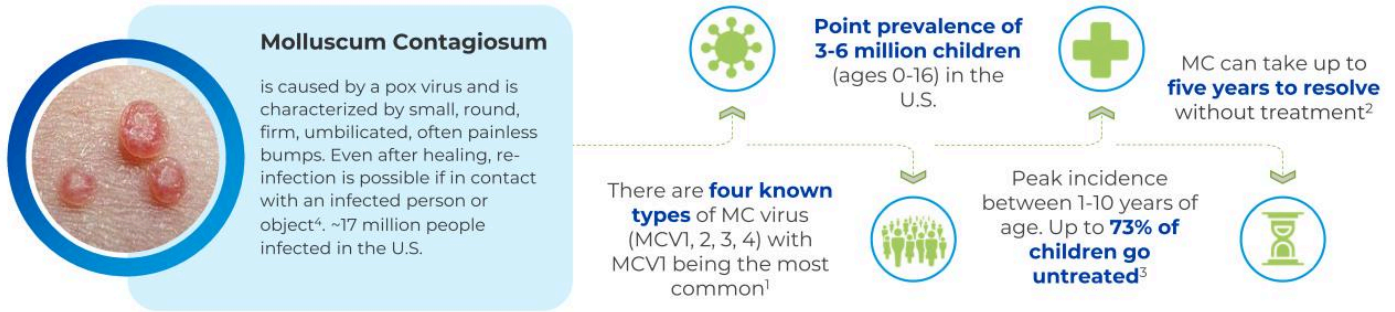 Molluscum Contagiosum
is caused by a pox virus and is
characterized by small, round,
firm, umbilicated, often painless
bumps. Even after healing, re-
infection is possible if in contact
with an infected person or
object⁴. ~17 million people
infected in the U.S.
There are four known
types of MC virus
(MCV1, 2, 3, 4) with
MCV1 being the most
common¹
Point prevalence of
3-6 million children
(ages 0-16) in the
U.S.
Peak incidence
between 1-10 years of
age. Up to 73% of
children go
untreated³
MC can take up to
five years to resolve
without treatment²